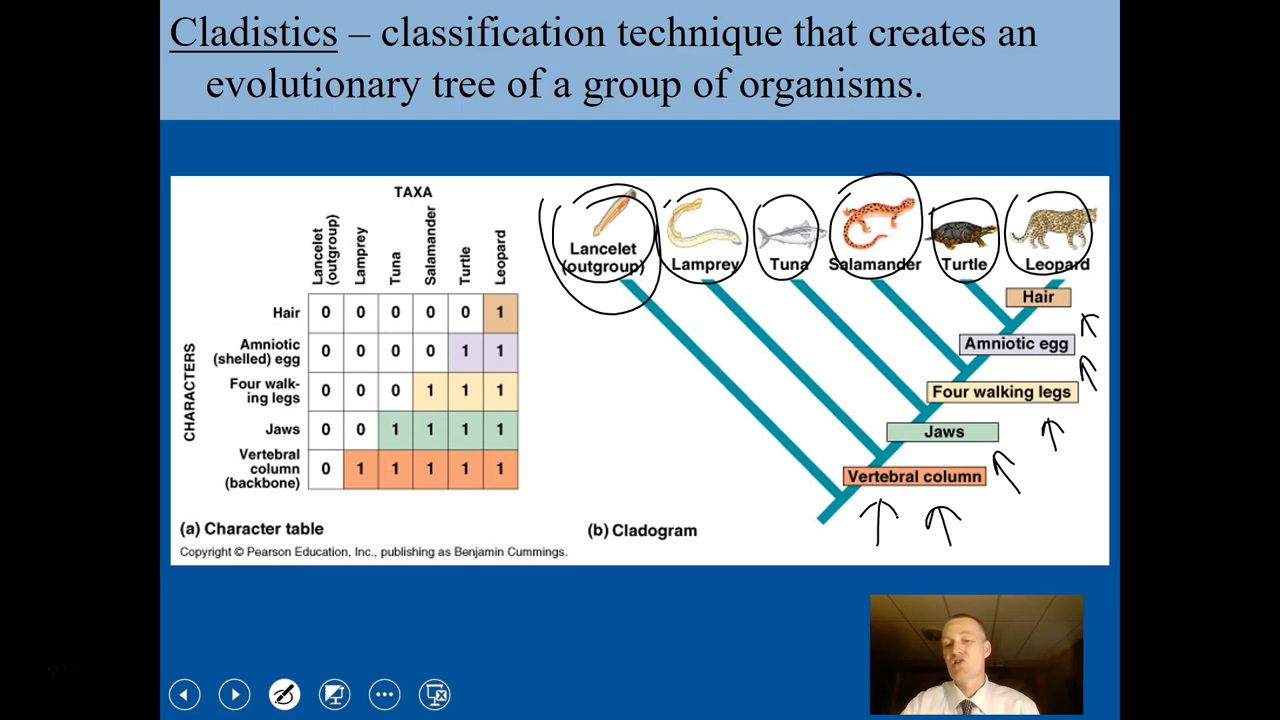 Cladistics – classification technique that creates an
evolutionary tree of a group of organisms.
TAXA
Lancelet
(outgroup)
Lamprey
Tuna
Salamander
Turtle
Leopard
CHARACTERS
Hair 0 0 0 0 0 1
Amniotic
(shelled) egg 0 0 0 0 1 1
Four walk-
ing legs 0 0 0 1 1 1
Jaws 0 0 1 1 1 1
Vertebral
column
(backbone) 0 1 1 1 1 1
(a) Character table
Copyright © Pearson Education, Inc., publishing as Benjamin Cummings.
Lancelet
(outgroup)
Lamprey
Tuna
Salamander
Turtle
Leopard
Hair
Amniotic egg
Four walking legs
Jaws
Vertebral column
(b) Cladogram